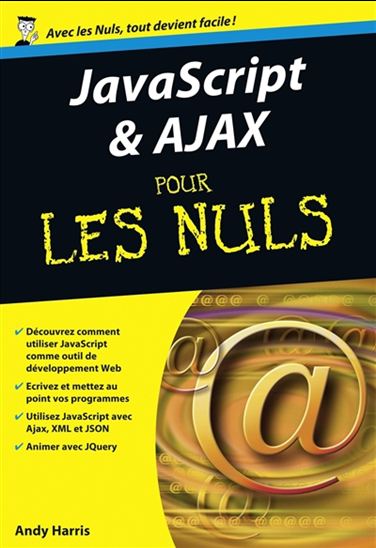 Avec les Nuls, tout devient facile !
JavaScript
& AJAX
POUR
LES NULS
✓ Découvrez comment
utiliser JavaScript
comme outil de
développement Web
✓ Ecrivez et mettez au
point vos programmes
✓ Utilisez JavaScript avec
Ajax, XML et JSON
✓ Animer avec JQuery
@
@
Andy Harris